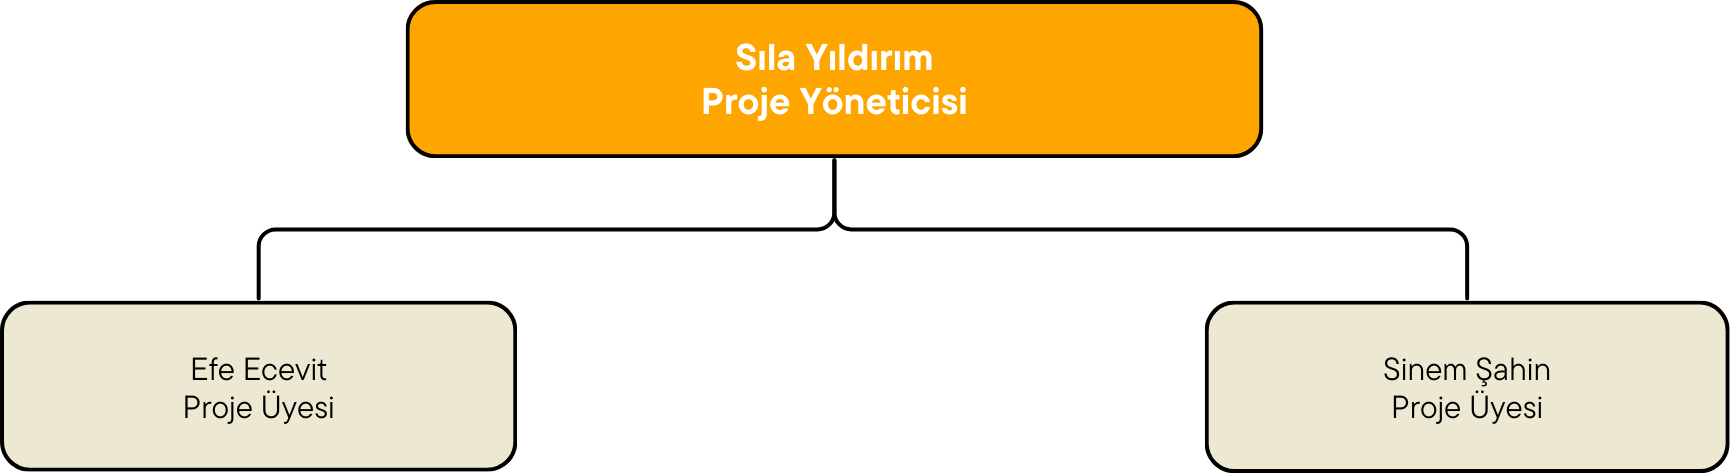 Sıla Yıldırım
Proje Yöneticisi
Efe Ecevit
Proje Üyesi
Sinem Şahin
Proje Üyesi